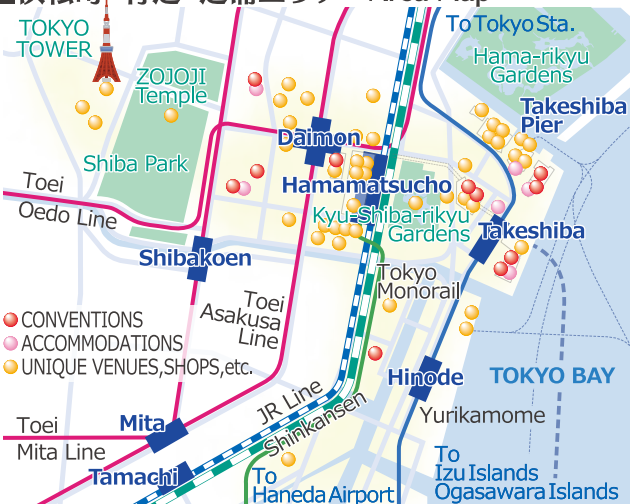 Area Map
To Tokyo Sta.
TOKYO
TOWER
Hama-rikyu
Gardens
ZOJOJI
Temple
Takeshiba
Pier
Daimon
Shiba Park
Toei
Oedo Line
Hamamatsucho
Kyu-Shiba-rikyu
Gardens
Takeshiba
Shibakoen
Tokyo
Monorail
Toei
Asakusa
Line
CONVENTIONS
ACCOMMODATIONS
UNIQUE VENUES,SHOPS,etc.
Hinode
TOKYO BAY
JR Line
Shinkansen
Yurikamome
Toei
Mita Line
Mita
Tamachi
To
Haneda Airport
To
Izu Islands
Ogasawara Islands